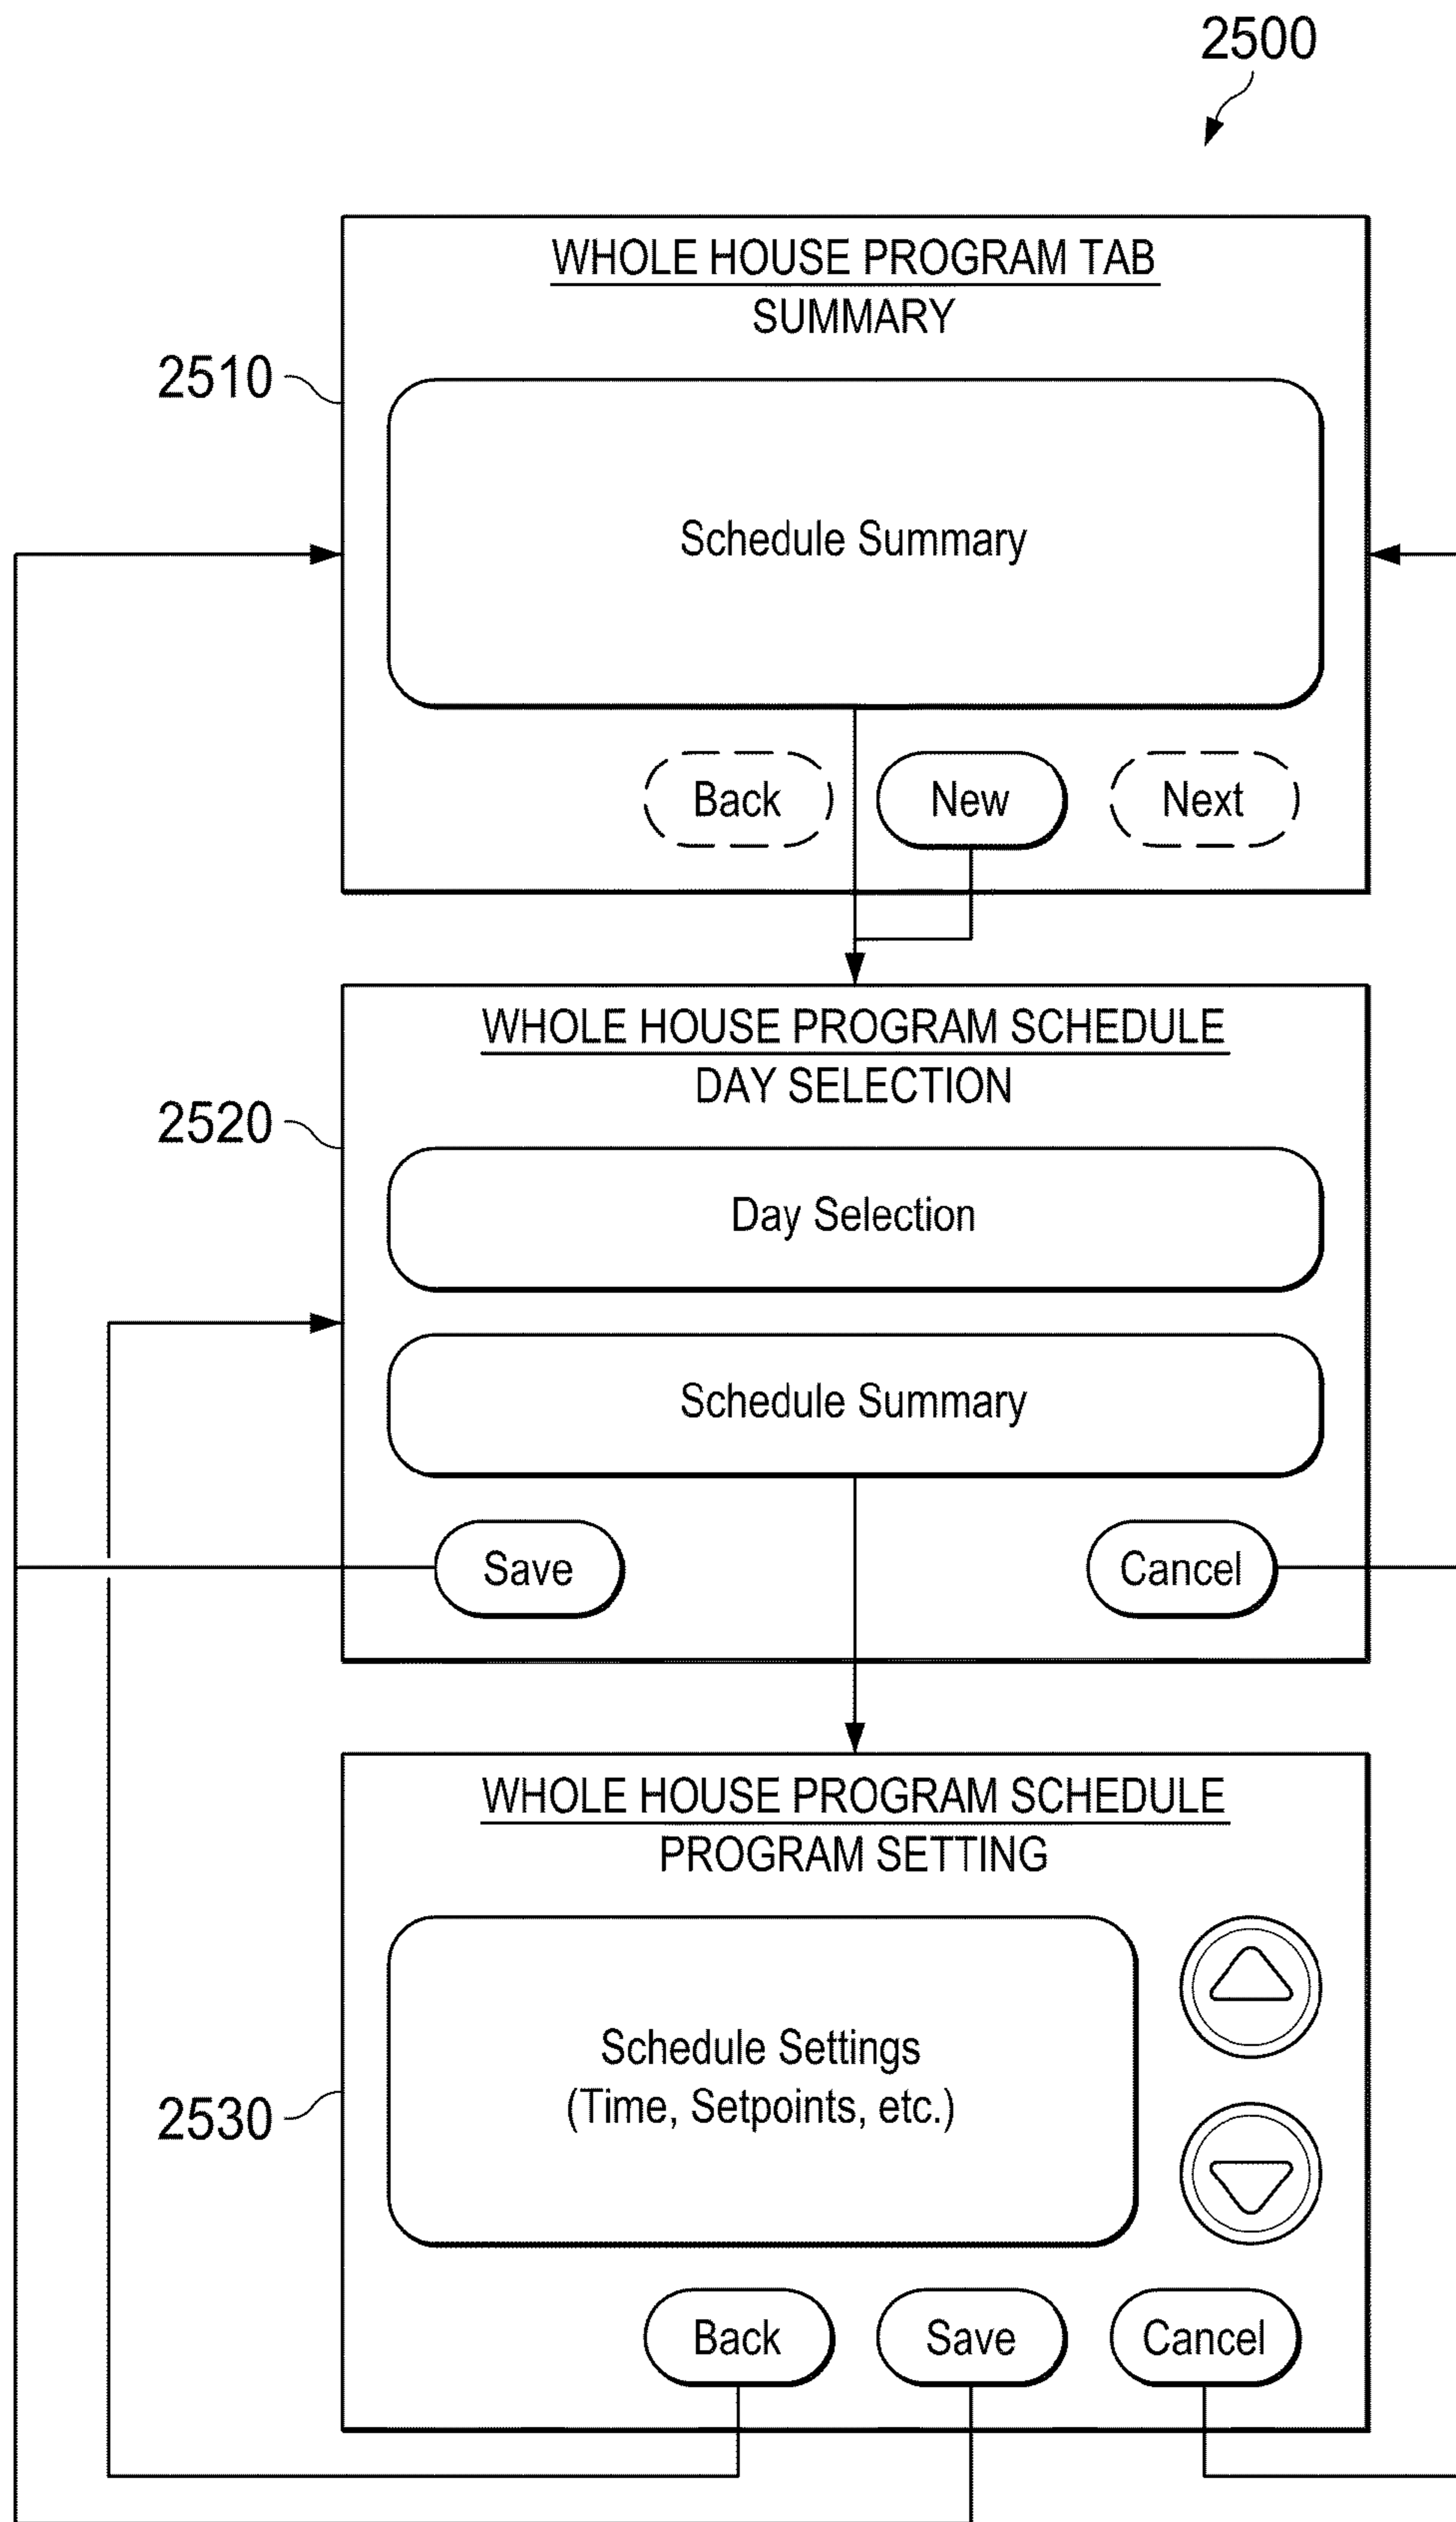 2500
WHOLE HOUSE PROGRAM TAB
SUMMARY
2510
Schedule Summary
Back
New
Next
WHOLE HOUSE PROGRAM SCHEDULE
DAY SELECTION
2520
Day Selection
Schedule Summary
Save
Cancel
WHOLE HOUSE PROGRAM SCHEDULE
PROGRAM SETTING
Schedule Settings
(Time, Setpoints, etc.)
2530
Back
Save
Cancel